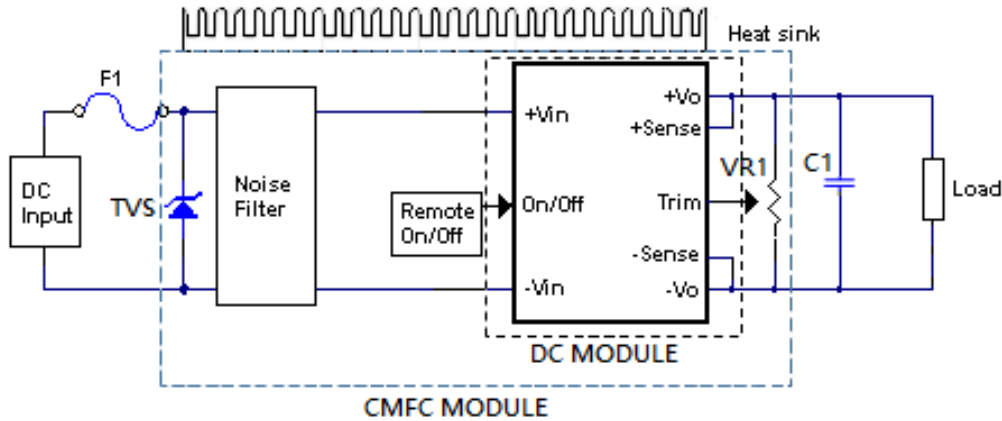 Heat sink
F1
DC
Input
TVS
Noise
Filter
Remote
On/Off
+Vin
On/Off
-Vin
+Vo
+Sense
Trim
-Sense
-Vo
VR1
C1
Load
DC MODULE
CMFC MODULE